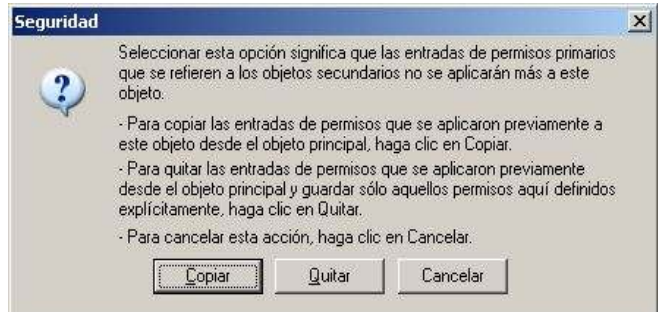 Seguridad
Seleccionar esta opción significa que las entradas de permisos primarios
que se refieren a los objetos secundarios no se aplicarán más a este
objeto.
- Para copiar las entradas de permisos que se aplicaron previamente a
este objeto desde el objeto principal, haga clic en Copiar.
- Para quitar las entradas de permisos que se aplicaron previamente
desde el objeto principal y guardar sólo aquellos permisos aquí definidos
explícitamente, haga clic en Quitar.
- Para cancelar esta acción, haga clic en Cancelar.
Copiar
Quitar
Cancelar